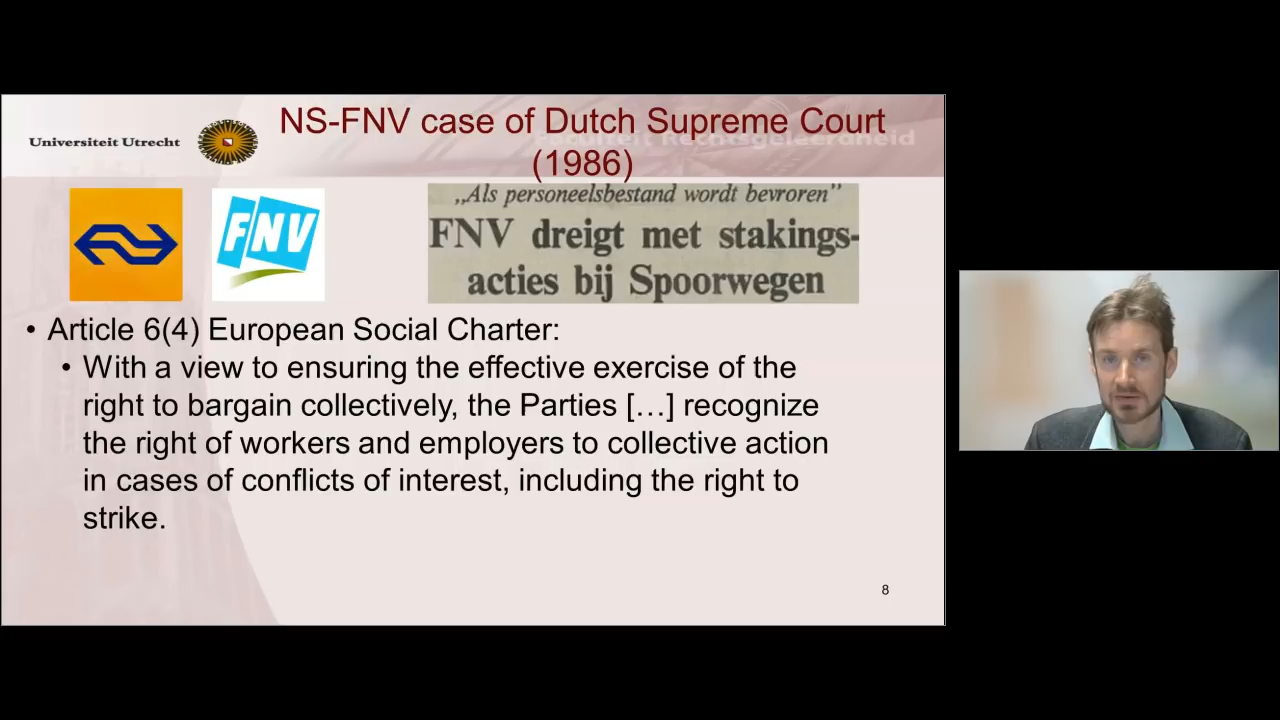 NS-FNV case of Dutch Supreme Court
(1986)
Universiteit Utrecht
Faculteit Rechtsgeleerdheid
FNV
„Als personeelsbestand wordt bevroren”
FNV dreigt met stakings-
acties bij Spoorwegen
• Article 6(4) European Social Charter:
• With a view to ensuring the effective exercise of the
right to bargain collectively, the Parties […] recognize
the right of workers and employers to collective action
in cases of conflicts of interest, including the right to
strike.
8